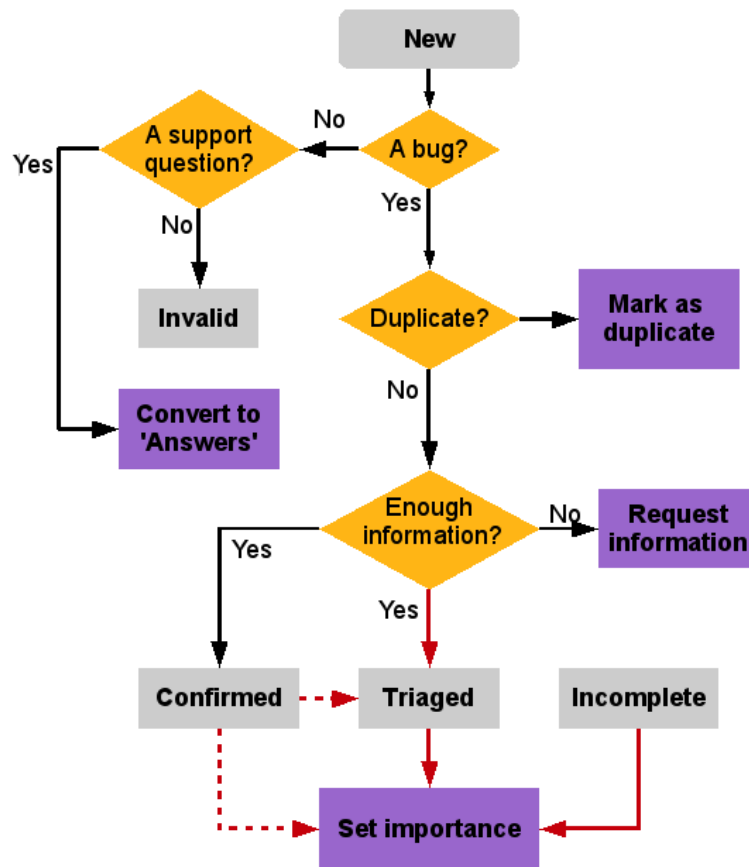 New
No
A support
question?
A bug?
Yes
Yes
No
Invalid
Duplicate?
Mark as
duplicate
No
Convert to
'Answers'
Enough
information?
No
Request
information
Yes
Yes
Confirmed
Triaged
Incomplete
Set importance